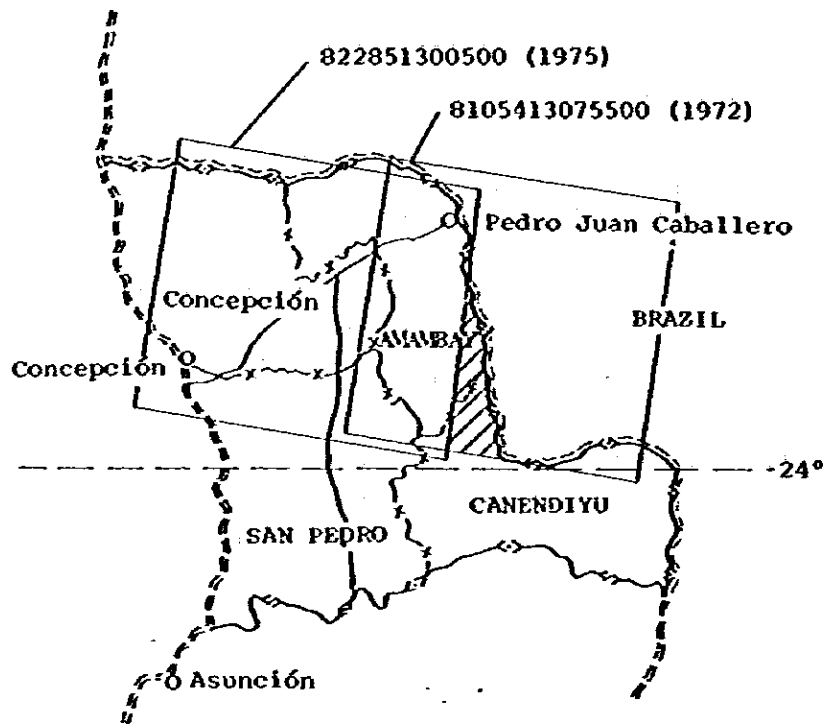 822851300500 (1975)
8105413075500 (1972)
Pedro Juan Caballero
Concepción
BRAZIL
AMAMBAY
Concepción
24°
CANENDIYU
SAN PEDRO
Asunción